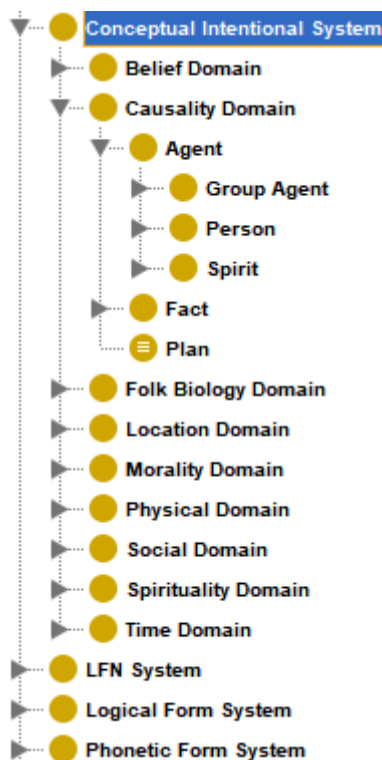 Conceptual Intentional System
Belief Domain
Causality Domain
Agent
Group Agent
Person
Spirit
Fact
Plan
Folk Biology Domain
Location Domain
Morality Domain
Physical Domain
Social Domain
Spirituality Domain
Time Domain
LFN System
Logical Form System
Phonetic Form System